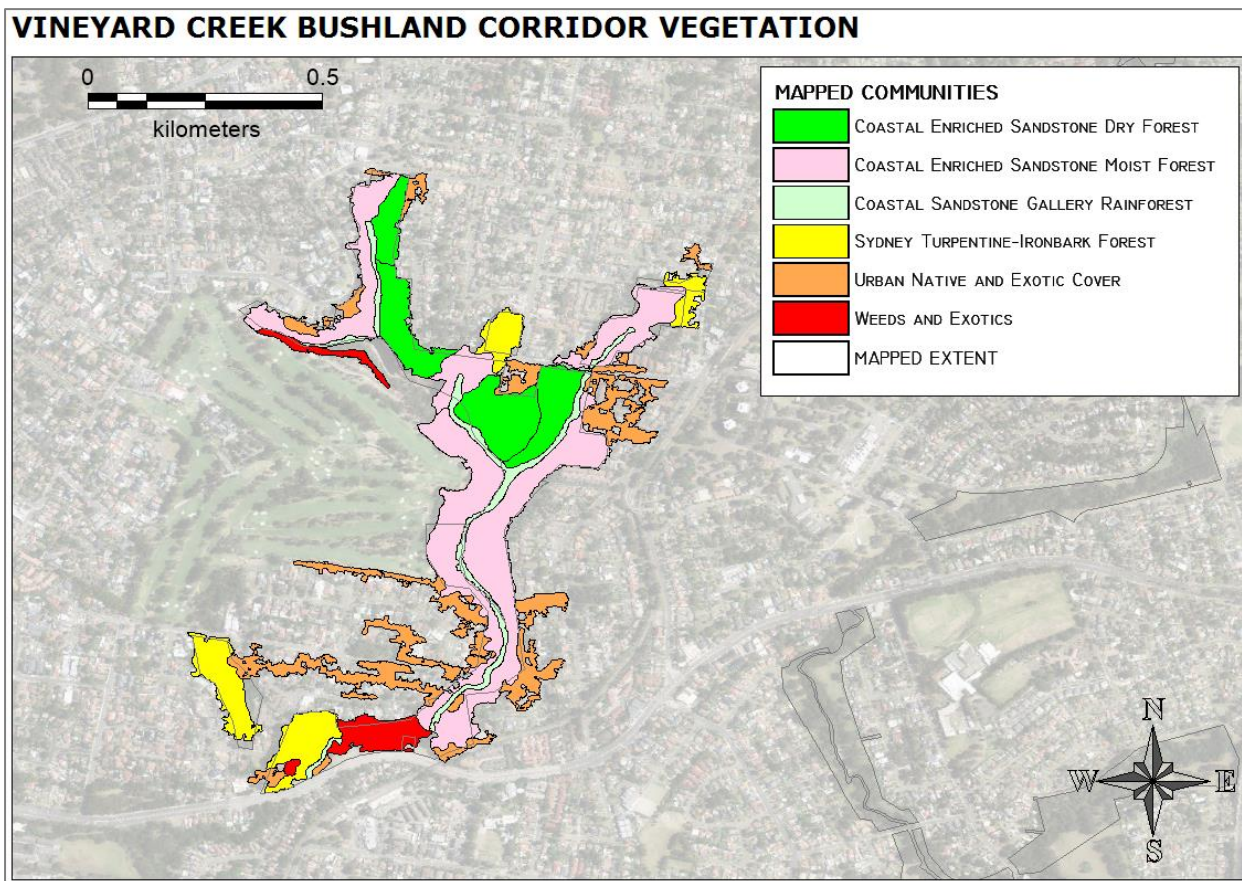 VINEYARD CREEK BUSHLAND CORRIDOR VEGETATION
0 0.5
kilometers
MAPPED COMMUNITIES
COASTAL ENRICHED SANDSTONE DRY FOREST
COASTAL ENRICHED SANDSTONE MOIST FOREST
COASTAL SANDSTONE GALLERY RAINFOREST
SYDNEY TURPENTINE-IRONBARK FOREST
URBAN NATIVE AND EXOTIC COVER
WEEDS AND EXOTICS
MAPPED EXTENT
N
W E
S